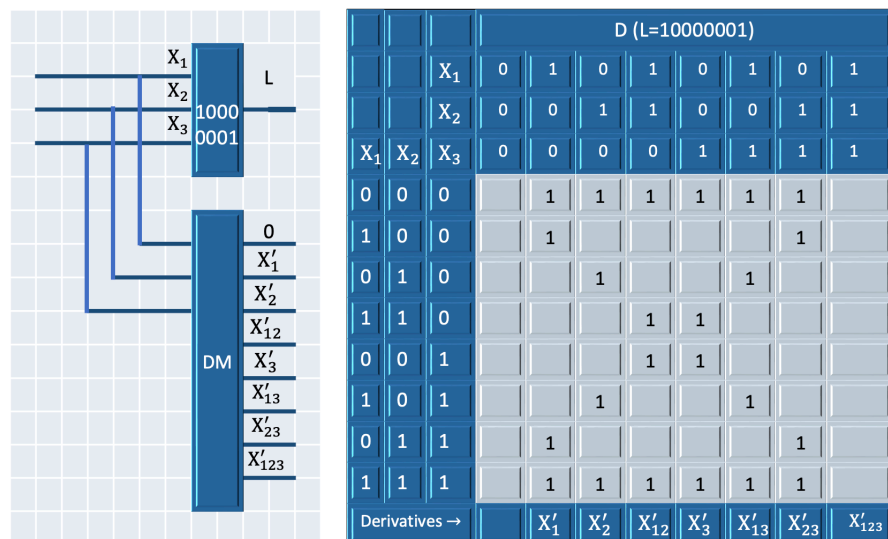 X₁
L
X₂
X₃
1000
0001
0
X′₁
X′₂
X′₁₂
DM
X′₃
X′₁₃
X′₂₃
X′₁₂₃
D (L=10000001)
X₁ 0 1 0 1 0 1 0 1
X₂ 0 0 1 1 0 0 1 1
X₁ X₂ X₃ 0 0 0 0 1 1 1 1
0 0 0 1 1 1 1 1 1
1 0 0 1 1
0 1 0 1 1
1 1 0 1 1
0 0 1 1 1
1 0 1 1 1
0 1 1 1 1
1 1 1 1 1 1 1 1 1
Derivatives → X′₁ X′₂ X′₁₂ X′₃ X′₁₃ X′₂₃ X′₁₂₃